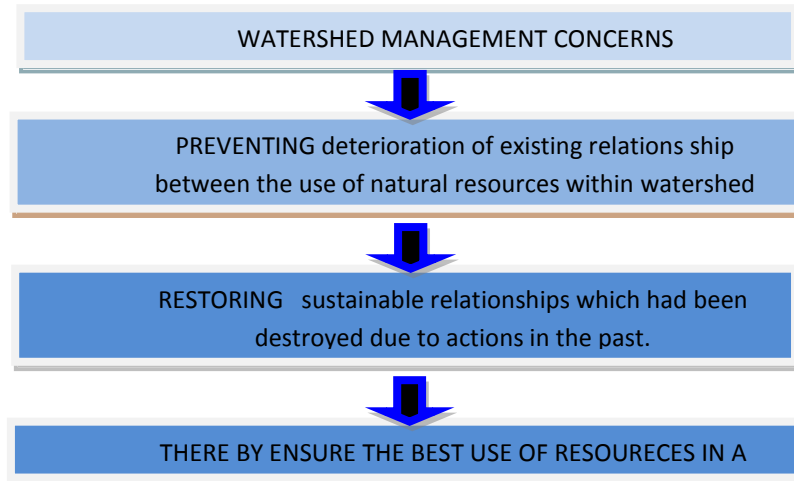 WATERSHED MANAGEMENT CONCERNS
PREVENTING deterioration of existing relations ship
between the use of natural resources within watershed
RESTORING   sustainable relationships which had been
destroyed due to actions in the past.
THERE BY ENSURE THE BEST USE OF RESOURECES IN A